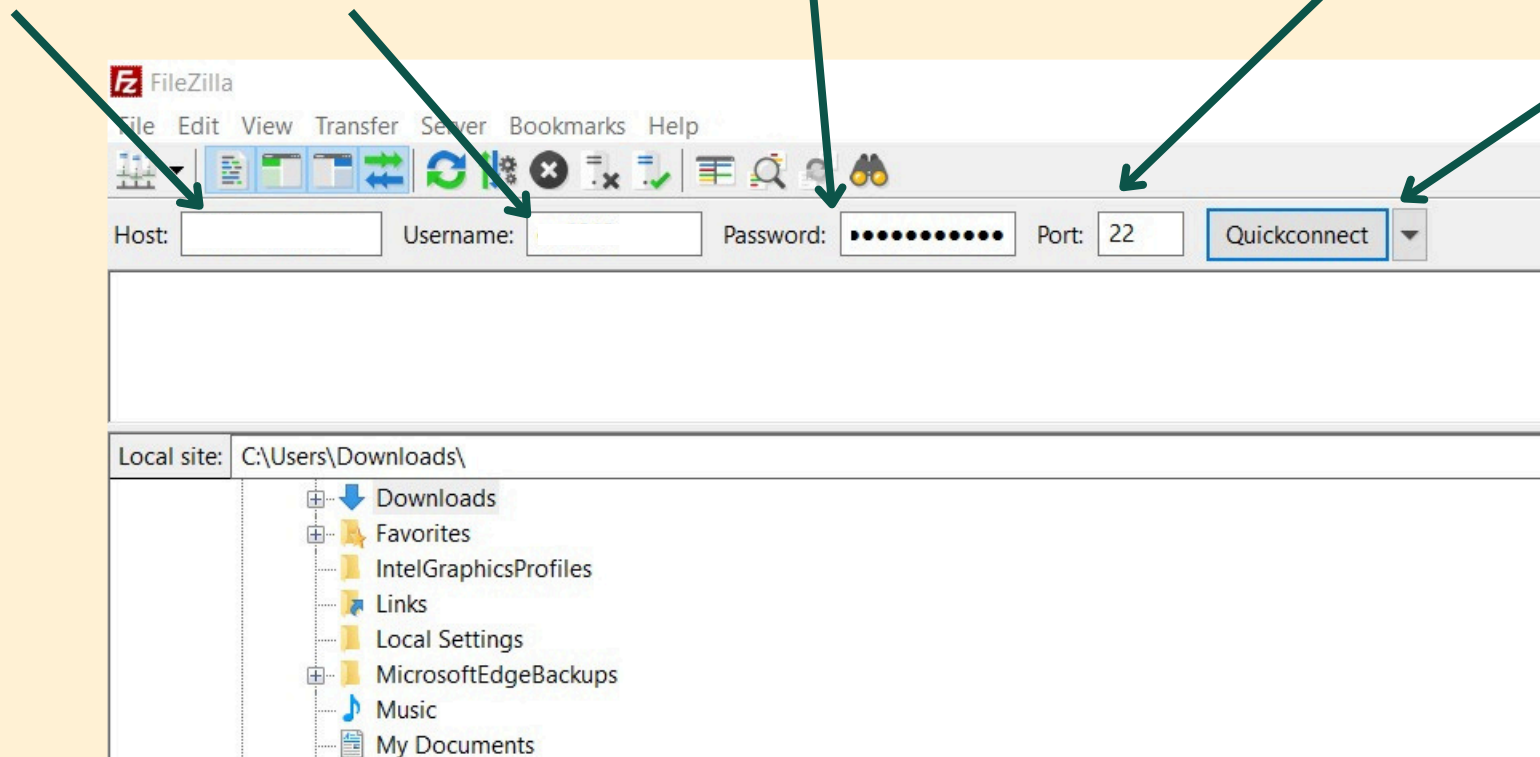 FileZilla
File Edit View Transfer Server Bookmarks Help
Host: Username: Password: ••••••••••• Port: 22 Quickconnect
Local site: C:\Users\Downloads\
Downloads
Favorites
IntelGraphicsProfiles
Links
Local Settings
MicrosoftEdgeBackups
Music
My Documents